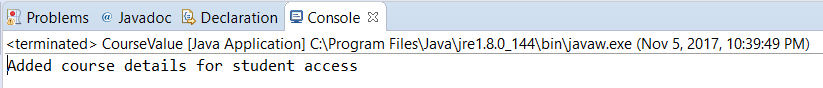 Problems @ Javadoc Declaration Console
<terminated> CourseValue [Java Application] C:\Program Files\Java\jre1.8.0_144\bin\javaw.exe (Nov 5, 2017, 10:39:49 PM)
Added course details for student access